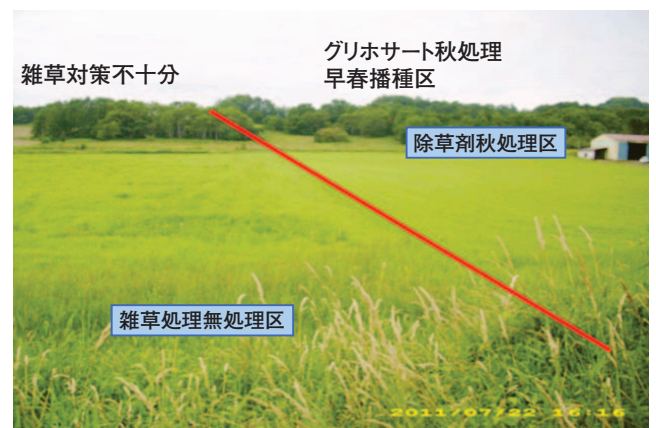 雑草対策不十分
グリホサート秋処理
早春播種区
除草剤秋処理区
雑草処理無処理区
2011/07/22 16:16